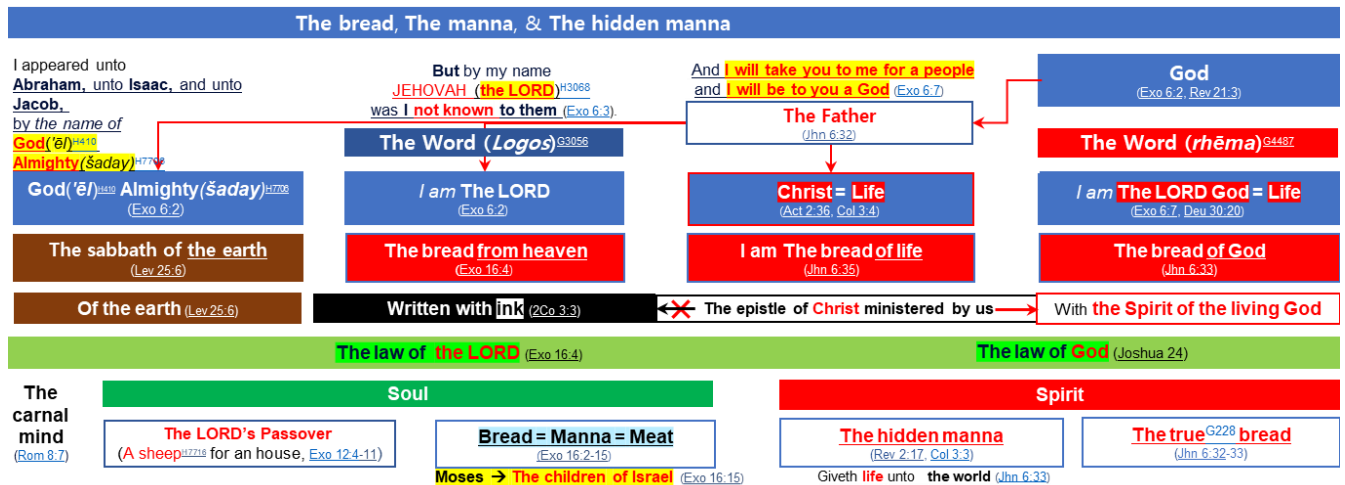 The bread, The manna, & The hidden manna
I appeared unto
Abraham, unto Isaac, and unto
Jacob,
by the name of
God('ēl)H410
Almighty(šaday)H7706
But by my name
JEHOVAH (the LORD)H3068
was I not known to them (Exo 6:3).
And I will take you to me for a people
and I will be to you a God (Exo 6:7)
The Father
(Jhn 6:32)
God
(Exo 6:2, Rev 21:3)
The Word (Logos)G3056
The Word (rhēma)G4487
God('ēl)H410 Almighty(šaday)H7706
(Exo 6:2)
I am The LORD
(Exo 6:2)
Christ = Life
(Act 2:36, Col 3:4)
I am The LORD God = Life
(Exo 6:7, Deu 30:20)
The sabbath of the earth
(Lev 25:6)
The bread from heaven
(Exo 16:4)
I am The bread of life
(Jhn 6:35)
The bread of God
(Jhn 6:33)
Of the earth (Lev 25:6)
Written with ink (2Co 3:3)
The epistle of Christ ministered by us
With the Spirit of the living God
The law of the LORD (Exo 16:4)
The law of God (Joshua 24)
The
carnal
mind
(Rom 8:7)
Soul
Spirit
The LORD's Passover
(A sheepH7716 for an house, Exo 12:4-11)
Bread = Manna = Meat
(Exo 16:2-15)
Moses → The children of Israel (Exo 16:15)
The hidden manna
(Rev 2:17, Col 3:3)
Giveth life unto the world (Jhn 6:33)
The trueG228 bread
(Jhn 6:32-33)